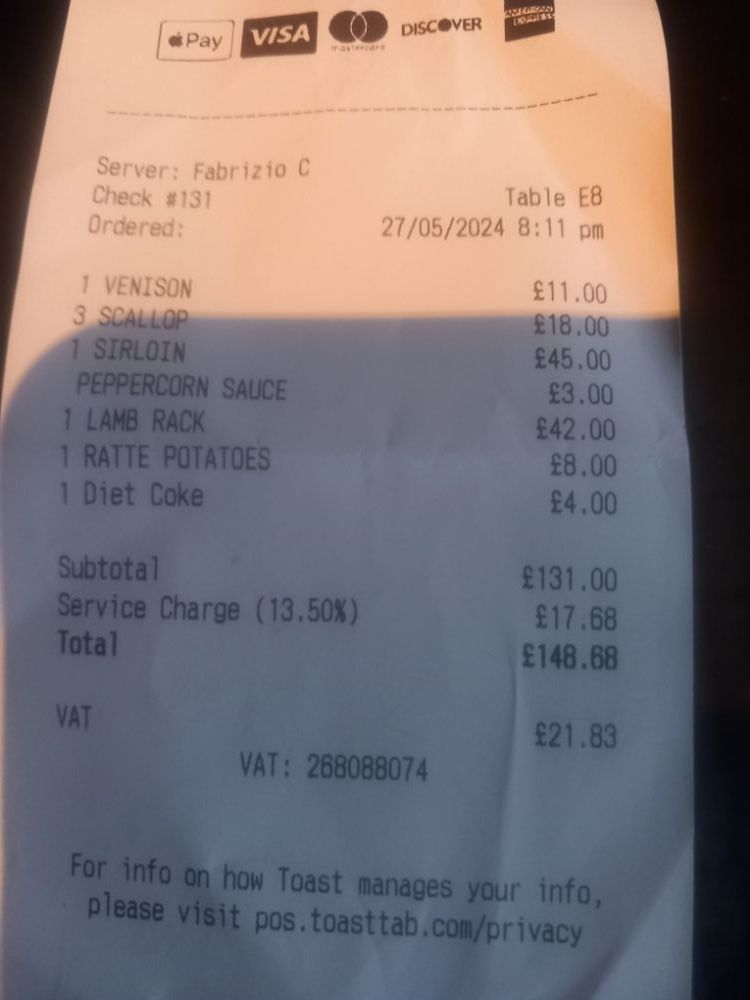 Pay VISA mastercard DISCOVER AMERICAN EXPRESS
Server: Fabrizio C
Check #131 Table E8
Ordered: 27/05/2024 8:11 pm
1 VENISON £11.00
3 SCALLOP £18.00
1 SIRLOIN £45.00
PEPPERCORN SAUCE £3.00
1 LAMB RACK £42.00
1 RATTE POTATOES £8.00
1 Diet Coke £4.00
Subtotal £131.00
Service Charge (13.50%) £17.68
Total £148.68
VAT £21.83
VAT: 268088074
For info on how Toast manages your info,
please visit pos.toasttab.com/privacy